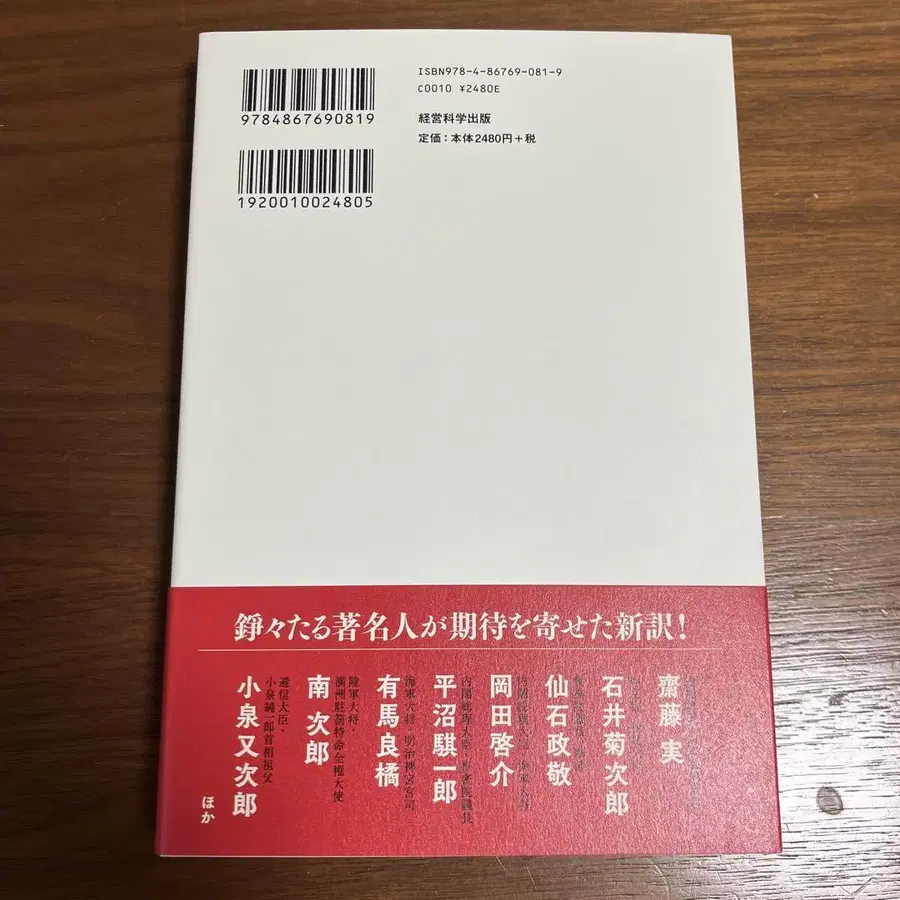 9784867690819
1920010024805
ISBN978-4-86769-081-9
C0010 ¥2480E
経営科学出版
定価：本体2480円＋税
錚々たる著名人が期待を寄せた新訳！
齋藤 実
石井菊次郎
仙石政敬
岡田啓介
内閣総理大臣
平沼騏一郎
海軍大将・明治神宮宮司
有馬良橘
陸軍大将・
満洲駐箚特命全権大使
南 次郎
逓信大臣・
小泉純一郎首相祖父
小泉又次郎
ほか